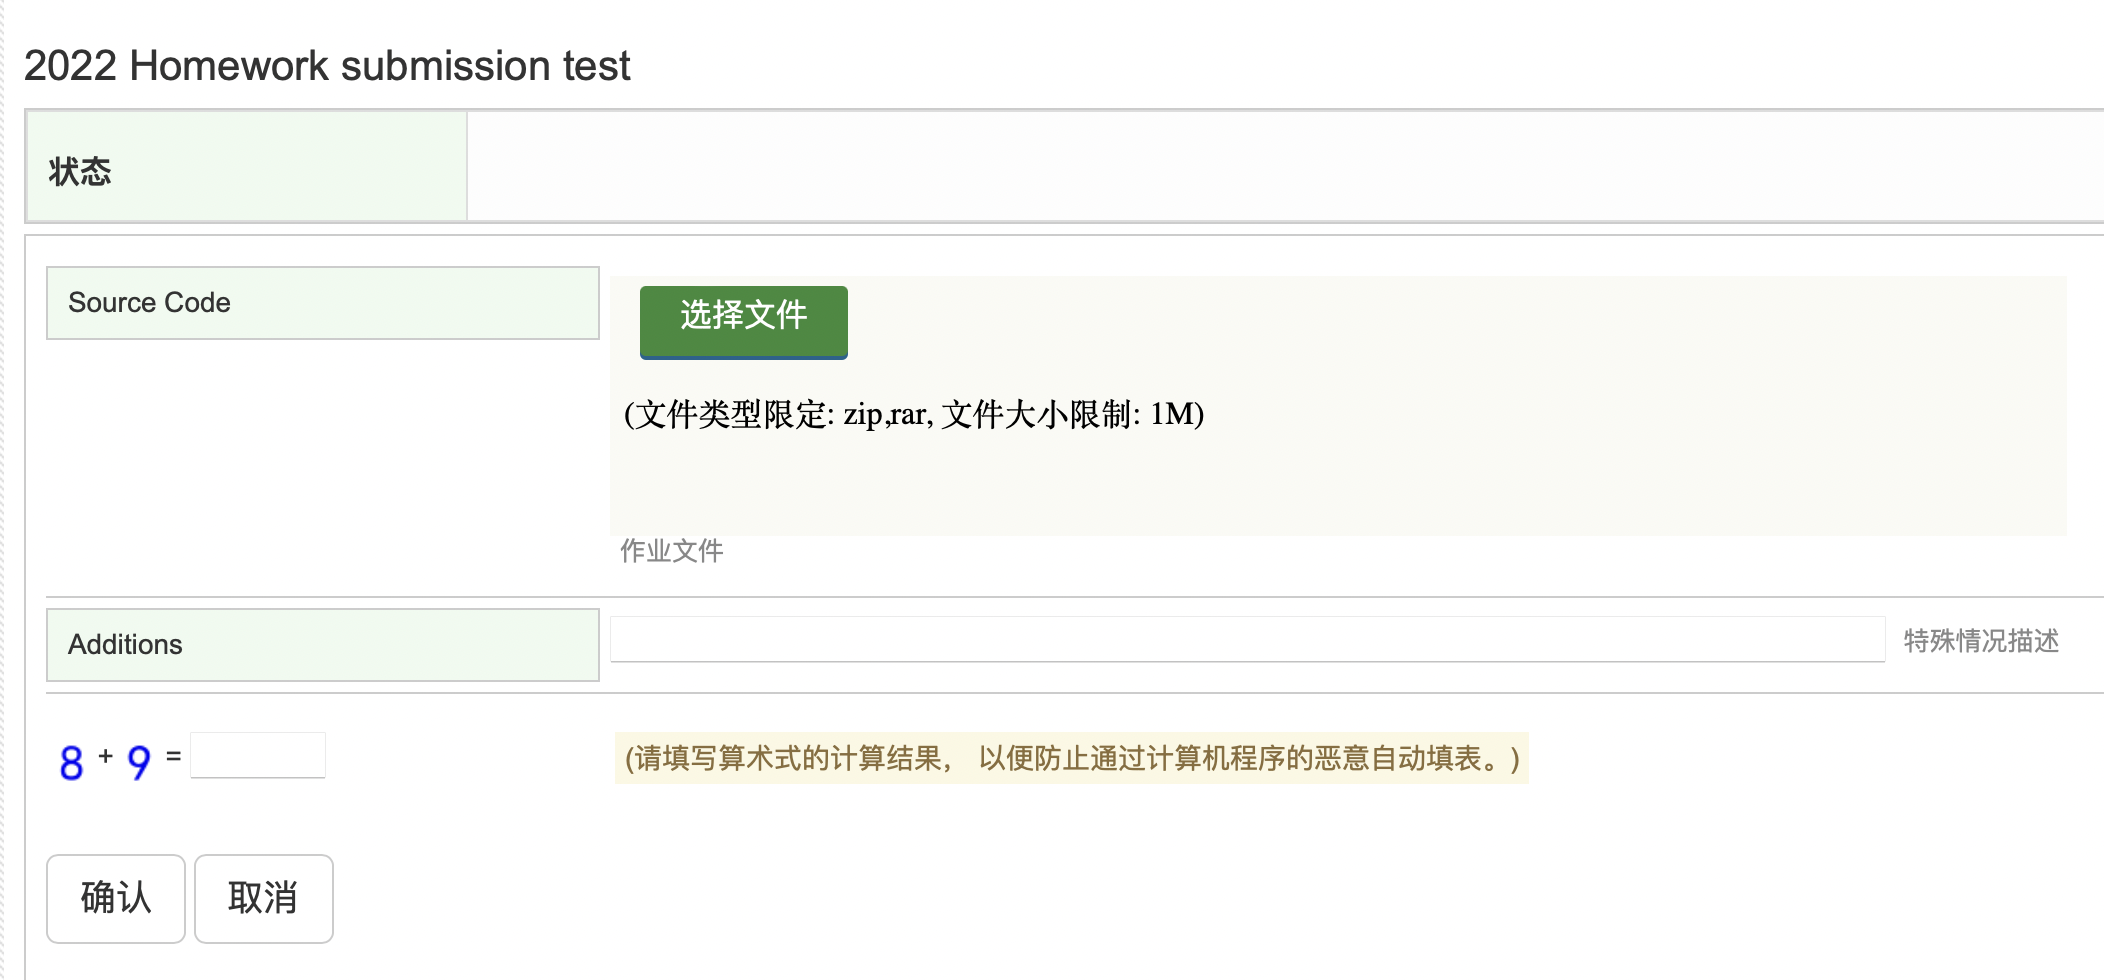 2022 Homework submission test
状态
Source Code
选择文件
(文件类型限定: zip,rar, 文件大小限制: 1M)
作业文件
Additions
特殊情况描述
8 + 9 =
(请填写算术式的计算结果， 以便防止通过计算机程序的恶意自动填表。)
确认 取消